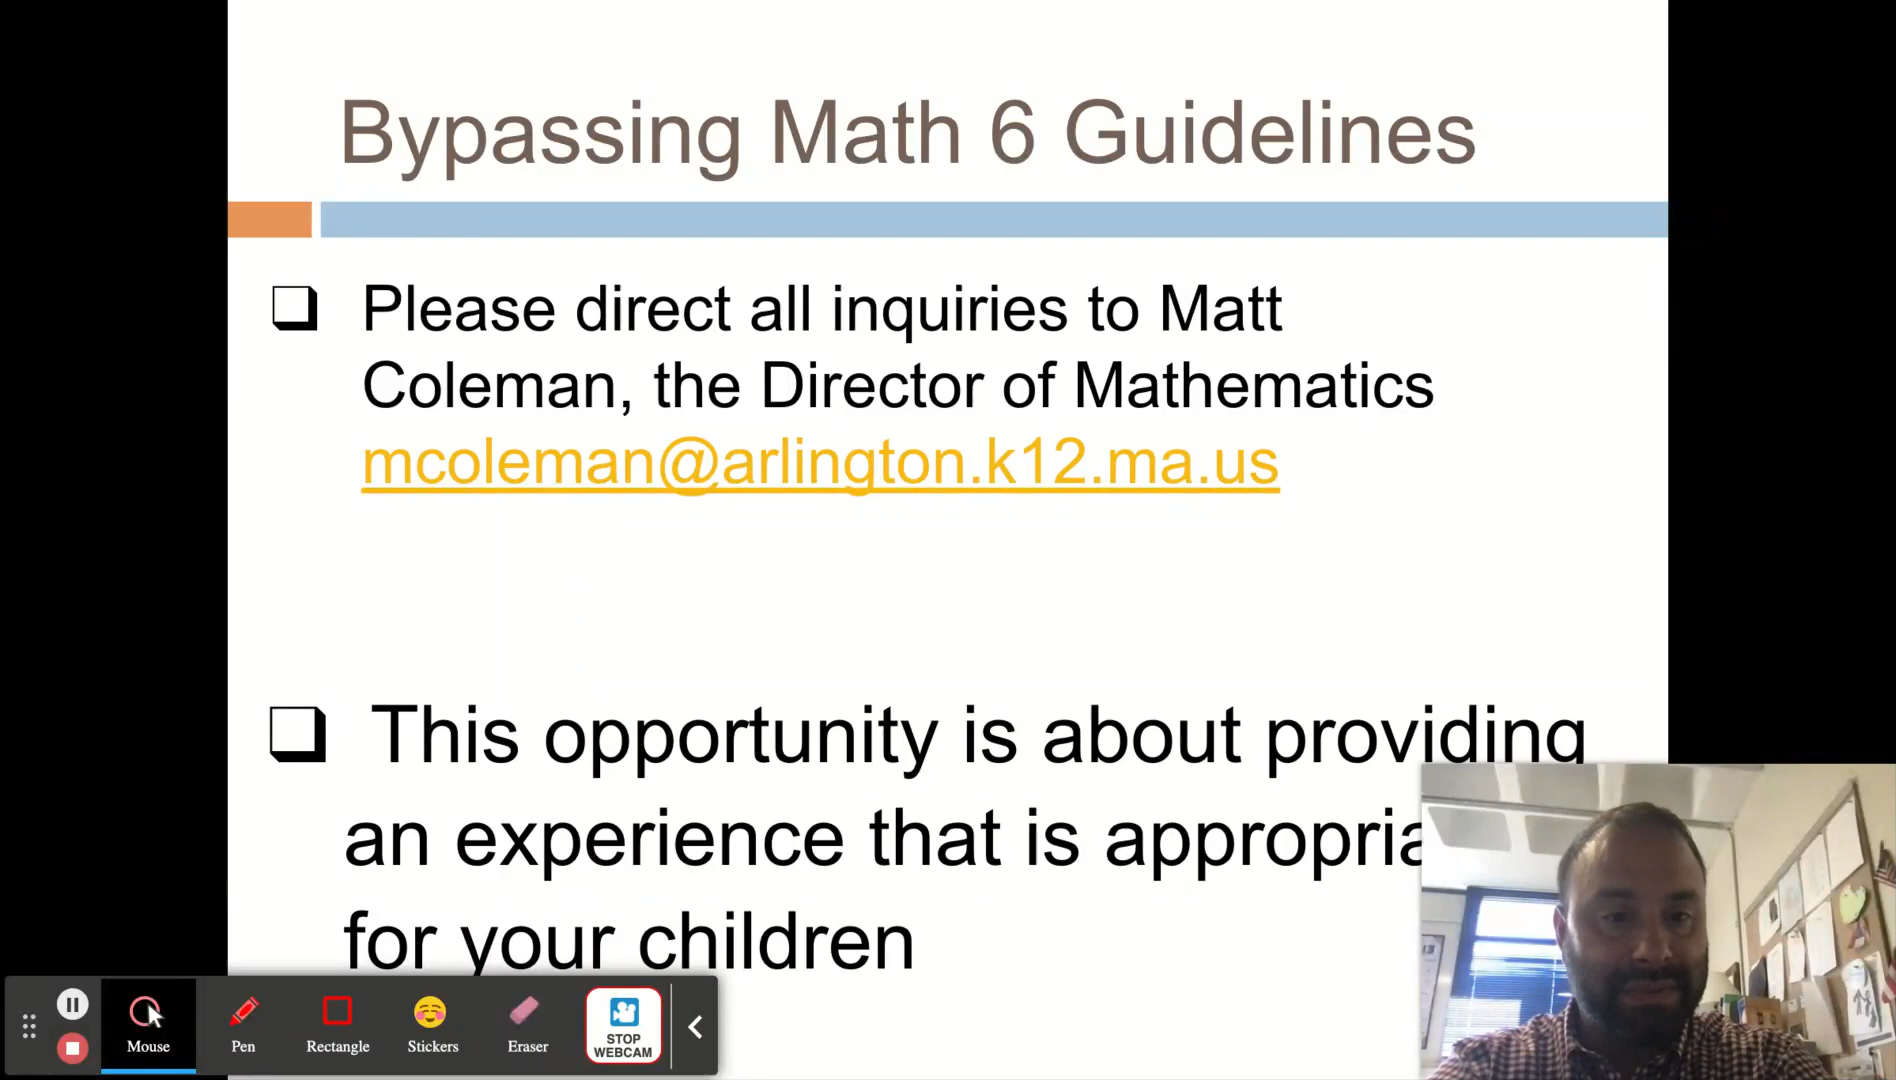 Bypassing Math 6 Guidelines
Please direct all inquiries to Matt
Coleman, the Director of Mathematics
mcoleman@arlington.k12.ma.us
This opportunity is about providing
an experience that is appropria
for your children
Mouse
Pen
Rectangle
Stickers
Eraser
STOP
WEBCAM